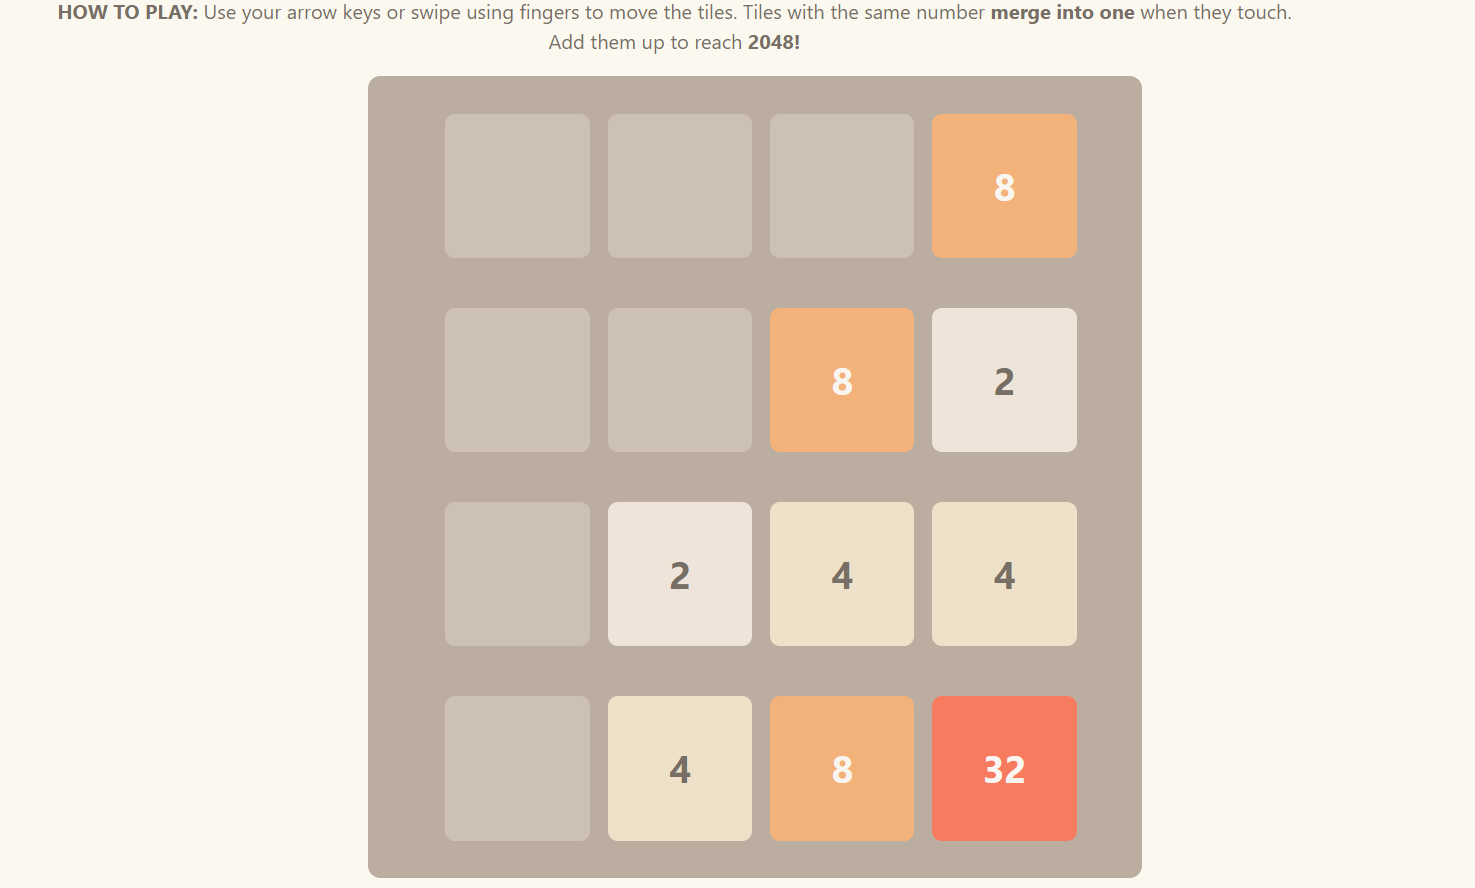 HOW TO PLAY: Use your arrow keys or swipe using fingers to move the tiles. Tiles with the same number merge into one when they touch.
Add them up to reach 2048!
8
8 2
2 4 4
4 8 32